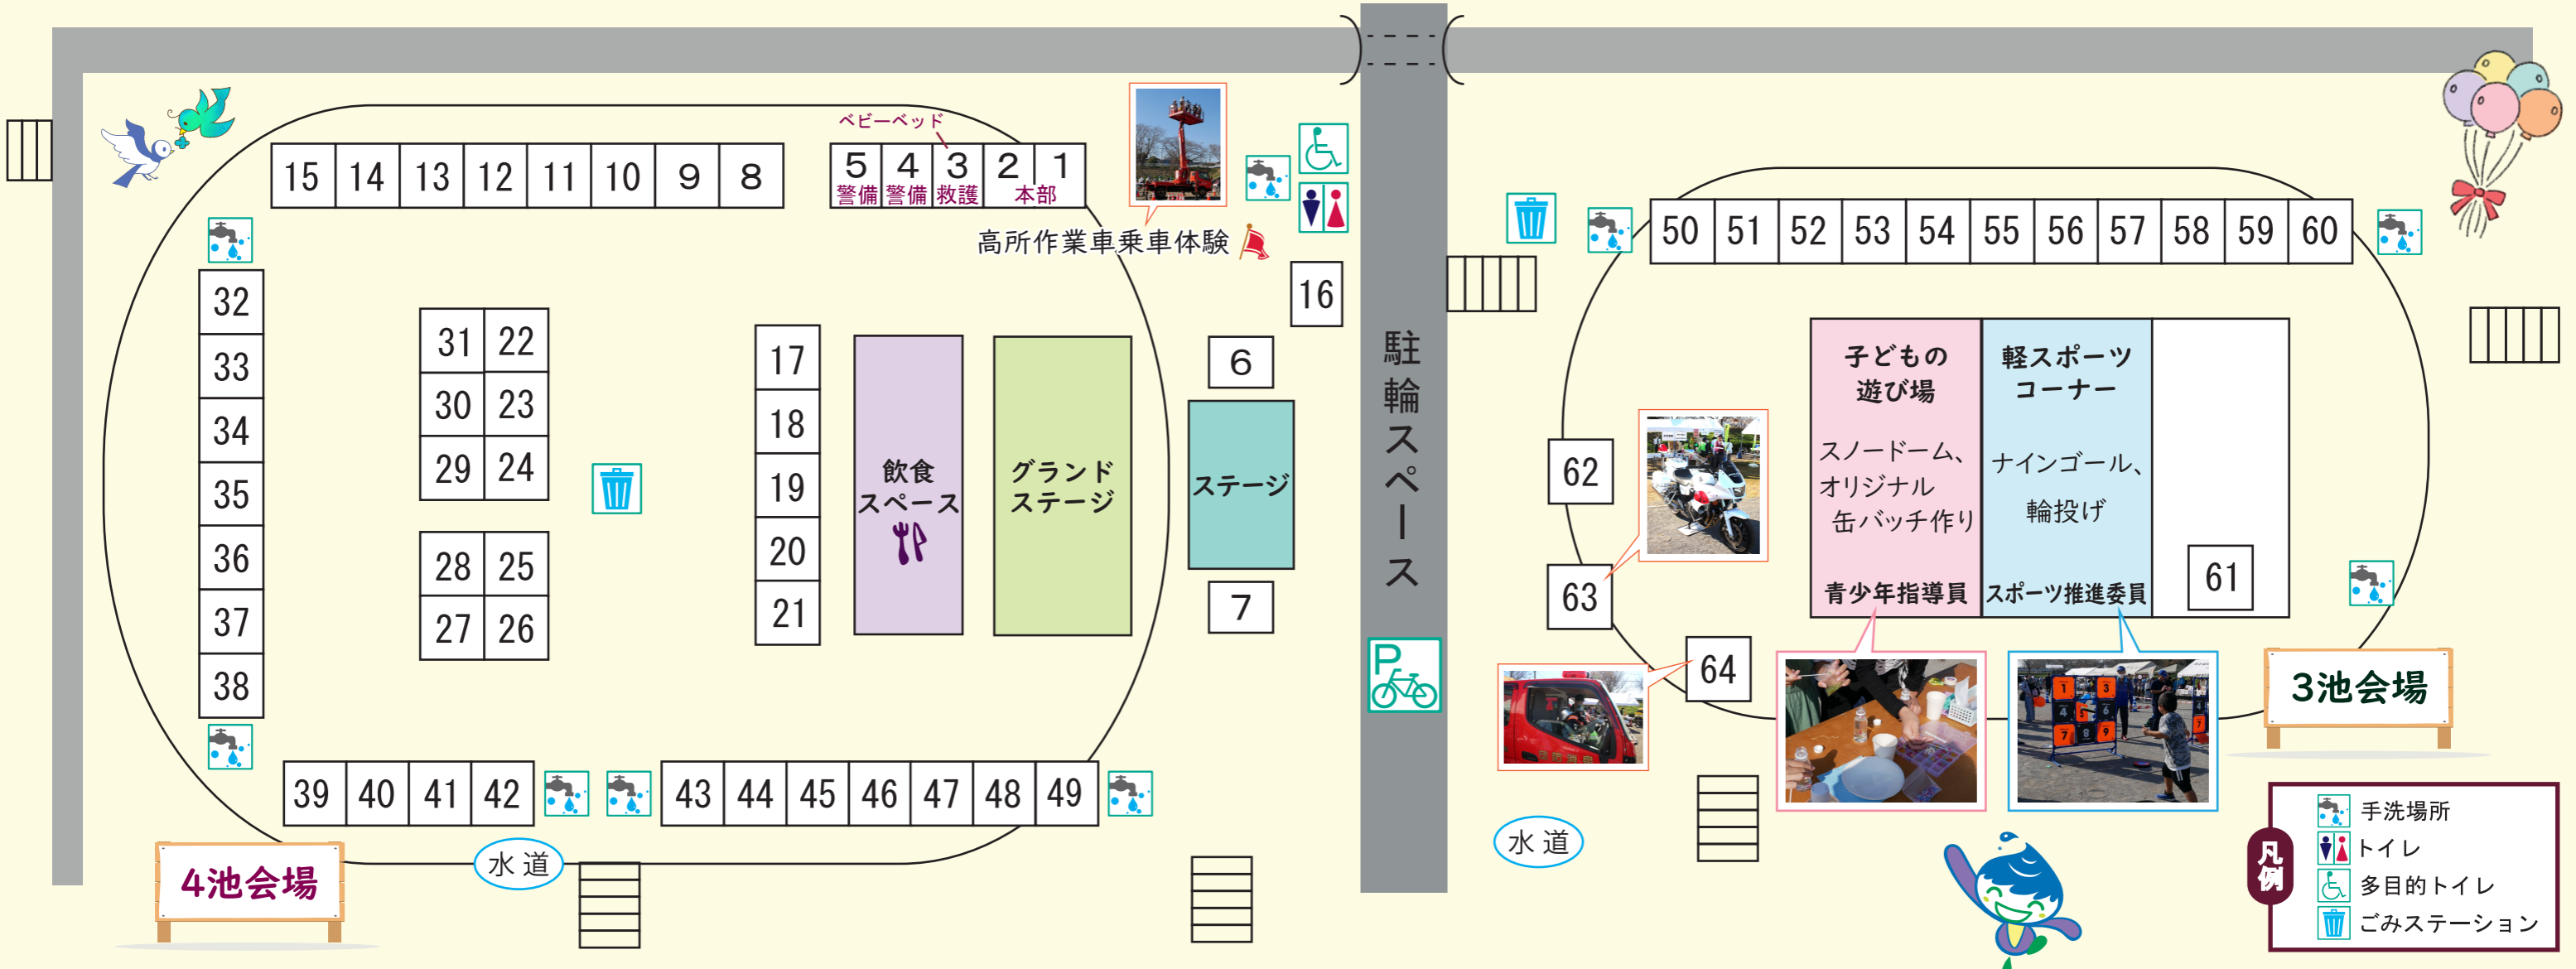 ベビーベッド
15 14 13 12 11 10 9 8
5 4 3 2 1
警備 警備 救護 本部
高所作業車乗車体験
16
32
33
34
35
36
37
38
31 22
30 23
29 24
28 25
27 26
17
18
19
20
21
飲食
スペース
グランド
ステージ
6
ステージ
7
39 40 41 42
43 44 45 46 47 48 49
水道
4池会場
駐輪スペース
P
50 51 52 53 54 55 56 57 58 59 60
子どもの
遊び場
スノードーム、
オリジナル
缶バッチ作り
青少年指導員
軽スポーツ
コーナー
ナインゴール、
輪投げ
スポーツ推進委員
61
62
63
64
1 3
4 5 6
7 8 9
水道
3池会場
凡例
手洗場所
トイレ
多目的トイレ
ごみステーション